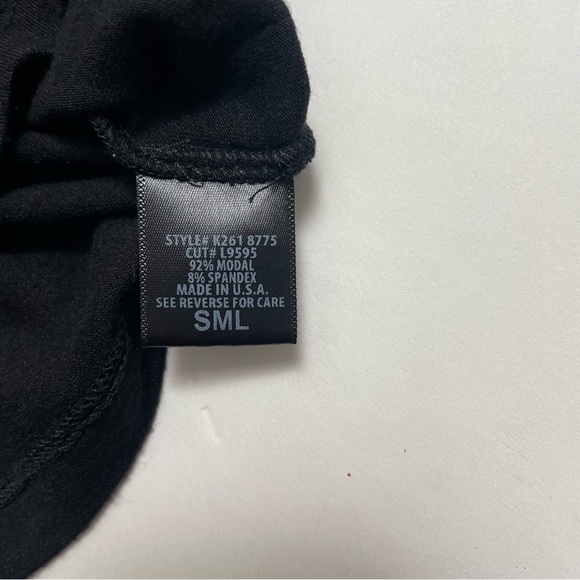 STYLE# K261 8775
CUT# L9595
92% MODAL
8% SPANDEX
MADE IN U.S.A.
SEE REVERSE FOR CARE
SML